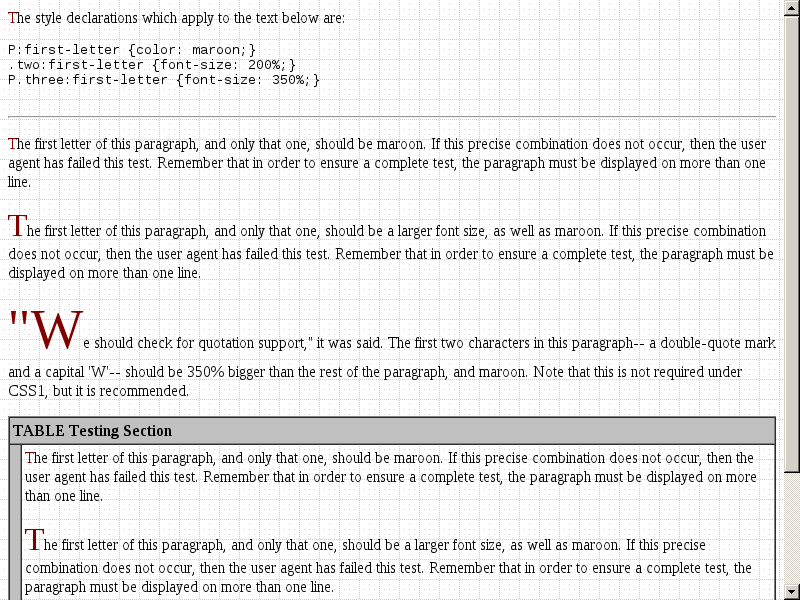 The style declarations which apply to the text below are:
P:first-letter {color: maroon;}
.two:first-letter {font-size: 200%;}
P.three:first-letter {font-size: 350%;}
The first letter of this paragraph, and only that one, should be maroon. If this precise combination does not occur, then the user
agent has failed this test. Remember that in order to ensure a complete test, the paragraph must be displayed on more than one
line.
The first letter of this paragraph, and only that one, should be a larger font size, as well as maroon. If this precise combination
does not occur, then the user agent has failed this test. Remember that in order to ensure a complete test, the paragraph must be
displayed on more than one line.
"We should check for quotation support," it was said. The first two characters in this paragraph-- a double-quote mark
and a capital 'W'-- should be 350% bigger than the rest of the paragraph, and maroon. Note that this is not required under
CSS1, but it is recommended.
TABLE Testing Section
The first letter of this paragraph, and only that one, should be maroon. If this precise combination does not occur, then the
user agent has failed this test. Remember that in order to ensure a complete test, the paragraph must be displayed on more
than one line.
The first letter of this paragraph, and only that one, should be a larger font size, as well as maroon. If this precise
combination does not occur, then the user agent has failed this test. Remember that in order to ensure a complete test, the
paragraph must be displayed on more than one line.